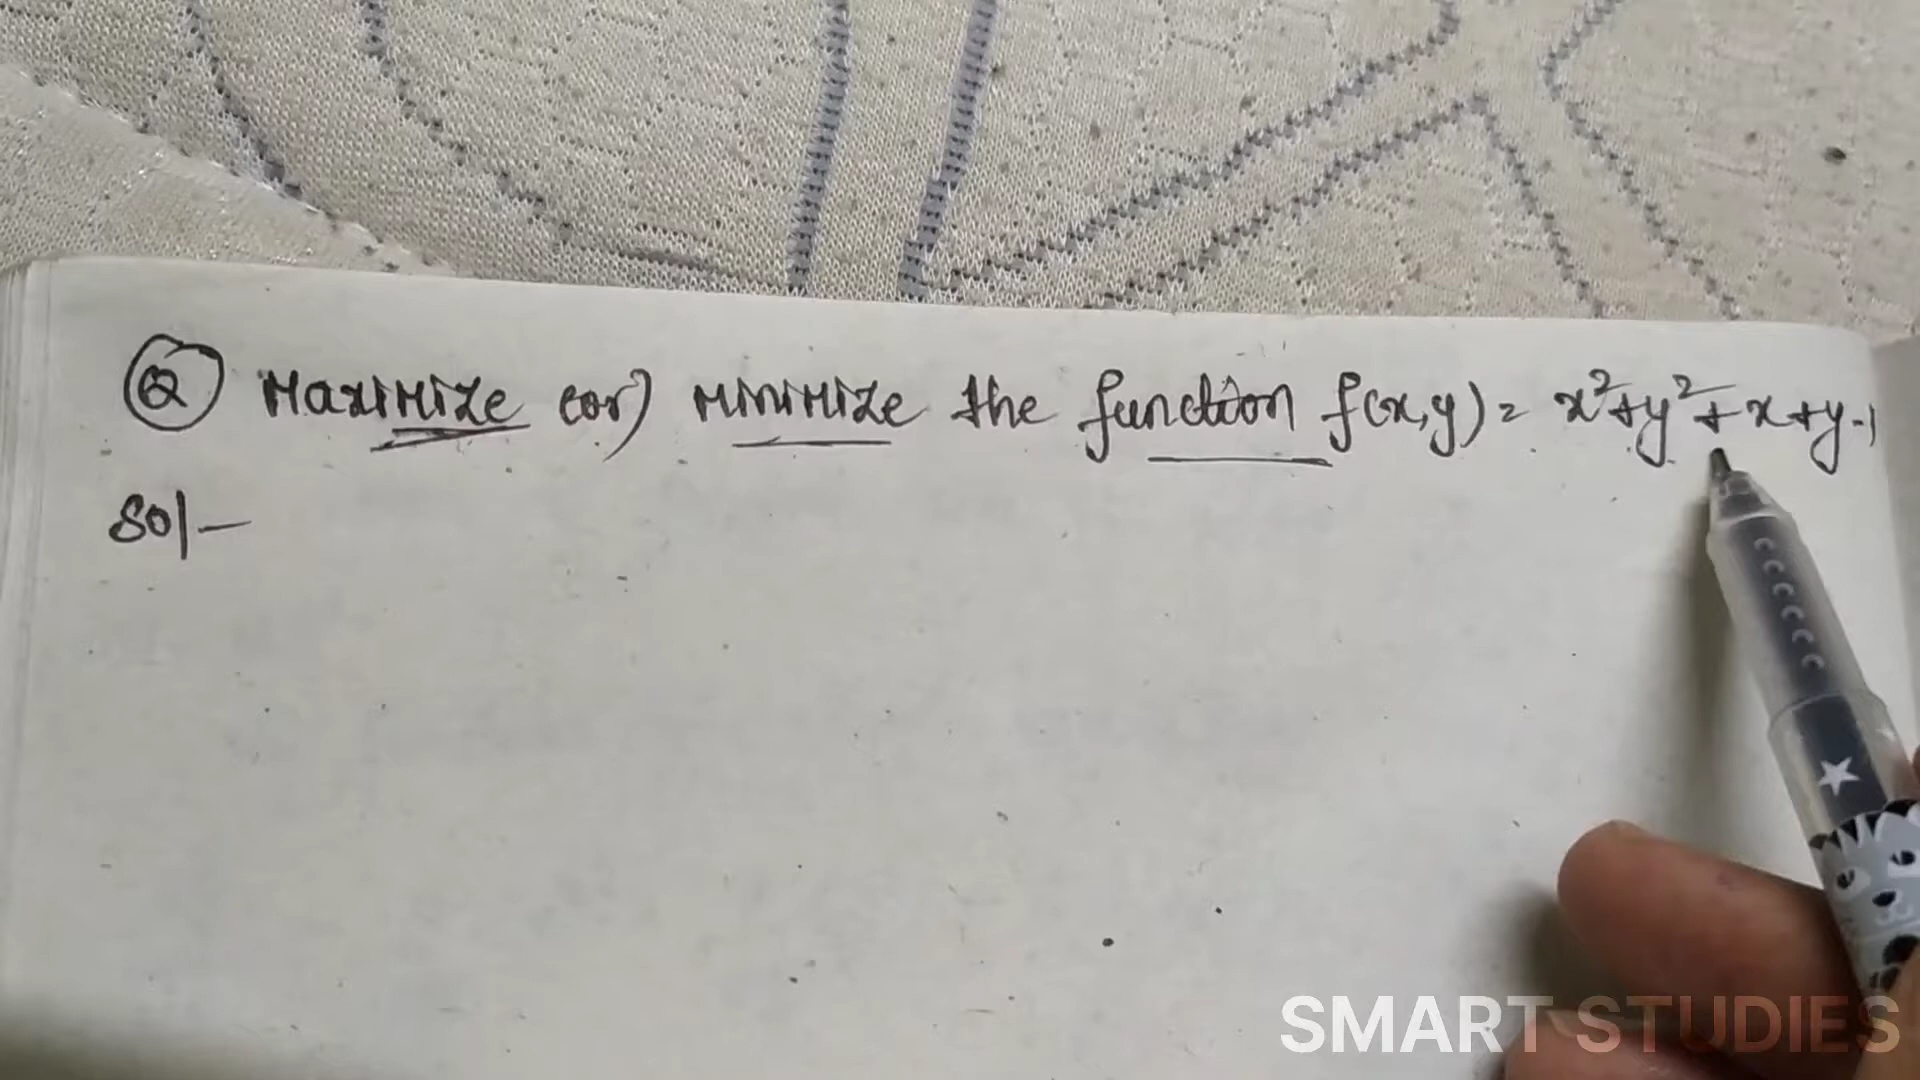 Q Maximize (or) minimize the function f(x,y) = x²+y²+x+y-1
Sol-
SMART STUDIES